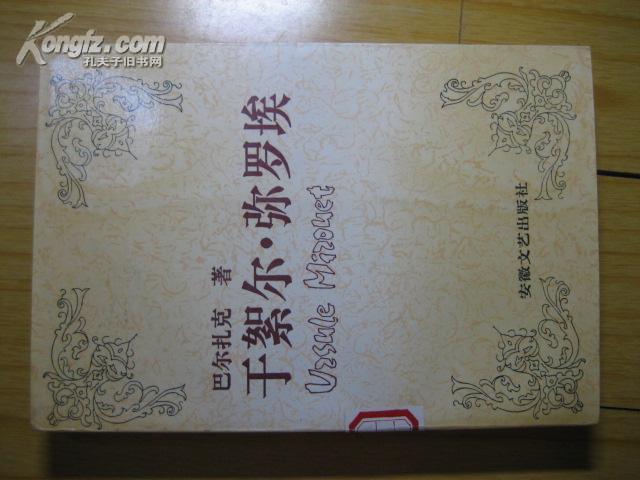 Kongfz.com
孔夫子旧书网
巴尔扎克 著
于絮尔·弥罗埃
Ursule Mirouet
安徽文艺出版社